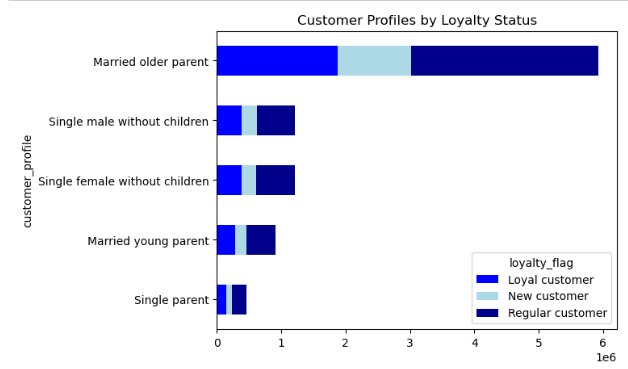 Customer Profiles by Loyalty Status
customer_profile
Married older parent
Single male without children
Single female without children
Married young parent
Single parent
loyalty_flag
Loyal customer
New customer
Regular customer
0 1 2 3 4 5 6
1e6